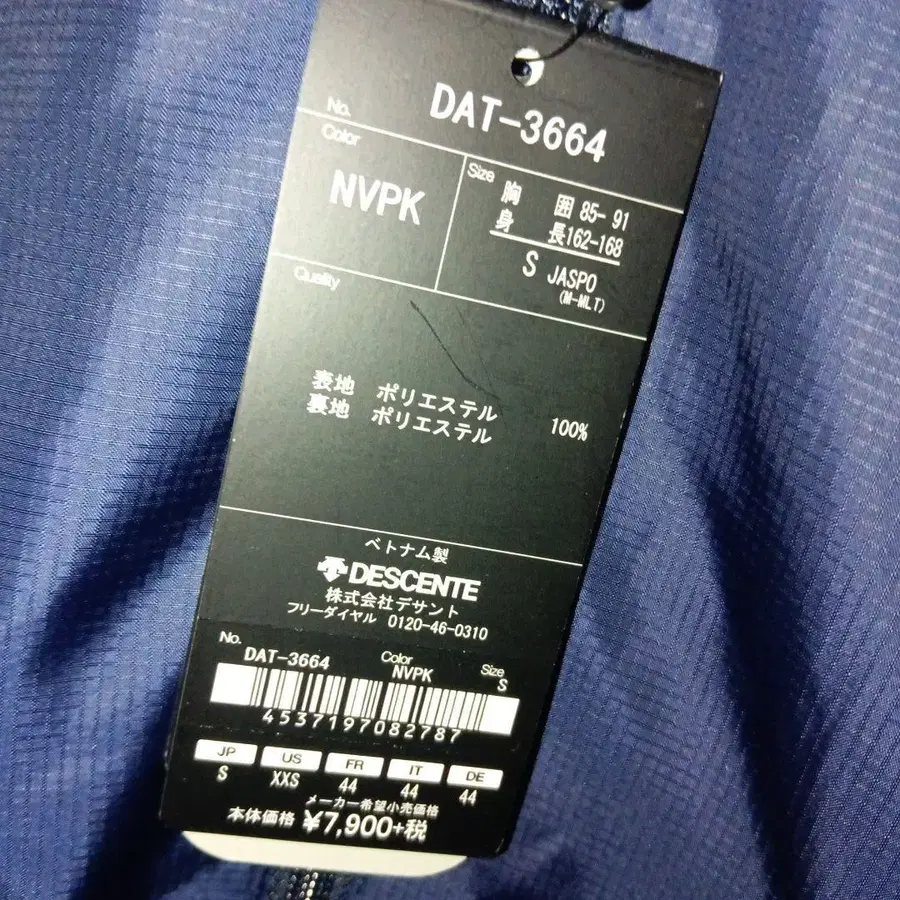 No. DAT-3664
Color
NVPK
Size
胸 囲 85-91
身 長162-168
S JASPO
(M-MLT)
Quality
表地 ポリエステル
裏地 ポリエステル 100%
ベトナム製
DESCENTE
株式会社デサント
フリーダイヤル 0120-46-0310
No. DAT-3664 Color NVPK Size S
4537197082787
JP US FR IT DE
S XXS 44 44 44
メーカー希望小売価格
本体価格 ¥7,900+税